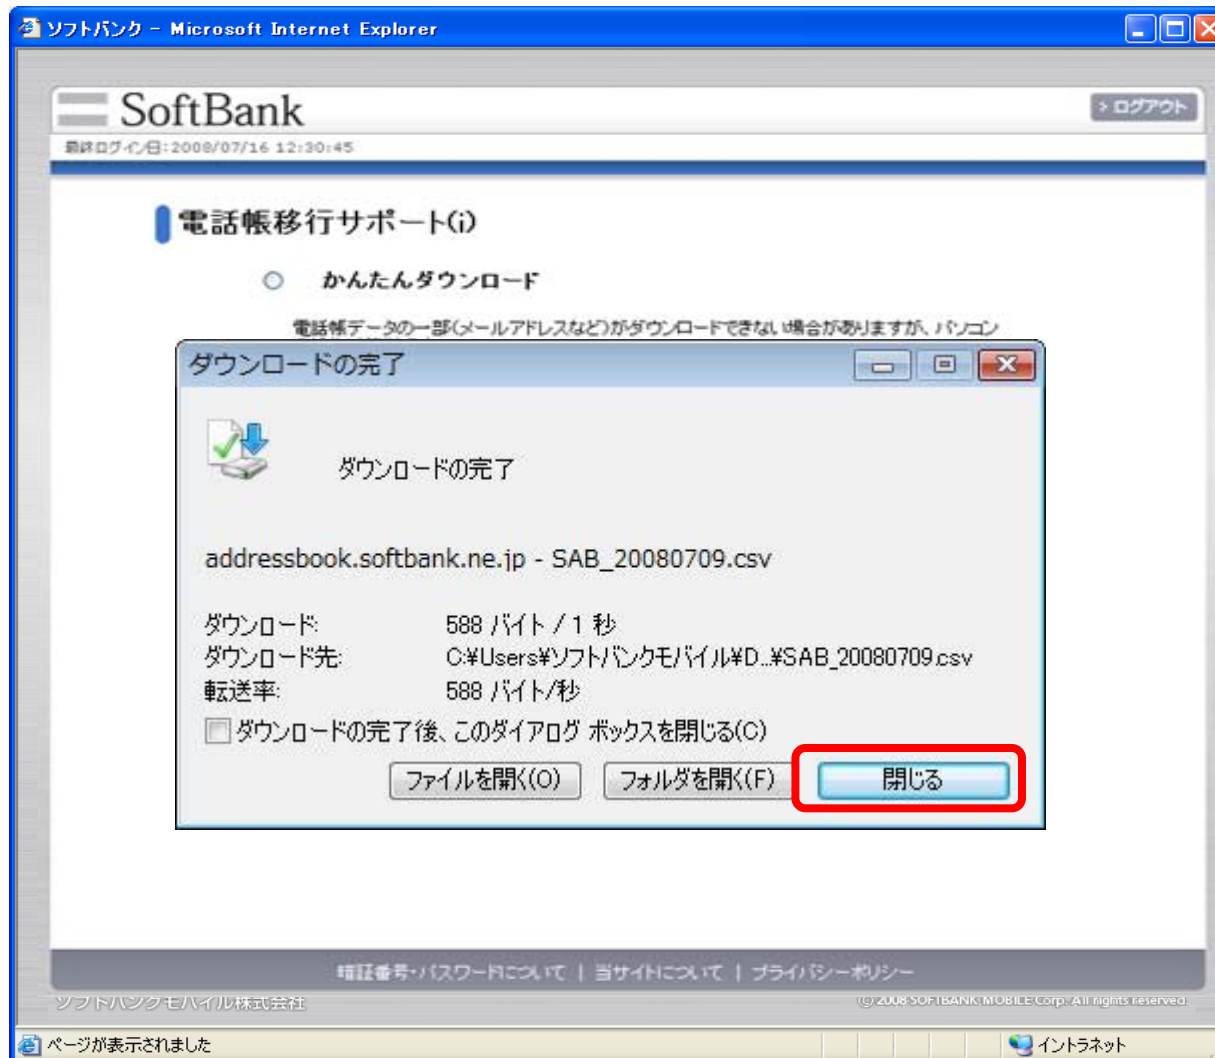 ソフトバンク - Microsoft Internet Explorer
SoftBank
> ログアウト
最終ログイン日:2008/07/16 12:30:45
電話帳移行サポート(i)
かんたんダウンロード
電話帳データの一部(メールアドレスなど)がダウンロードできない場合がありますが、パソコン
ダウンロードの完了
ダウンロードの完了
addressbook.softbank.ne.jp - SAB_20080709.csv
ダウンロード: 588 バイト / 1 秒
ダウンロード先: C:¥Users¥ソフトバンクモバイル¥D..¥SAB_20080709.csv
転送率: 588 バイト/秒
ダウンロードの完了後、このダイアログ ボックスを閉じる(C)
ファイルを開く(O) フォルダを開く(F) 閉じる
暗証番号・パスワードについて | 当サイトについて | プライバシーポリシー
ソフトバンクモバイル株式会社 (C) 2008 SOFTBANK MOBILE Corp. All rights reserved.
ページが表示されました イントラネット